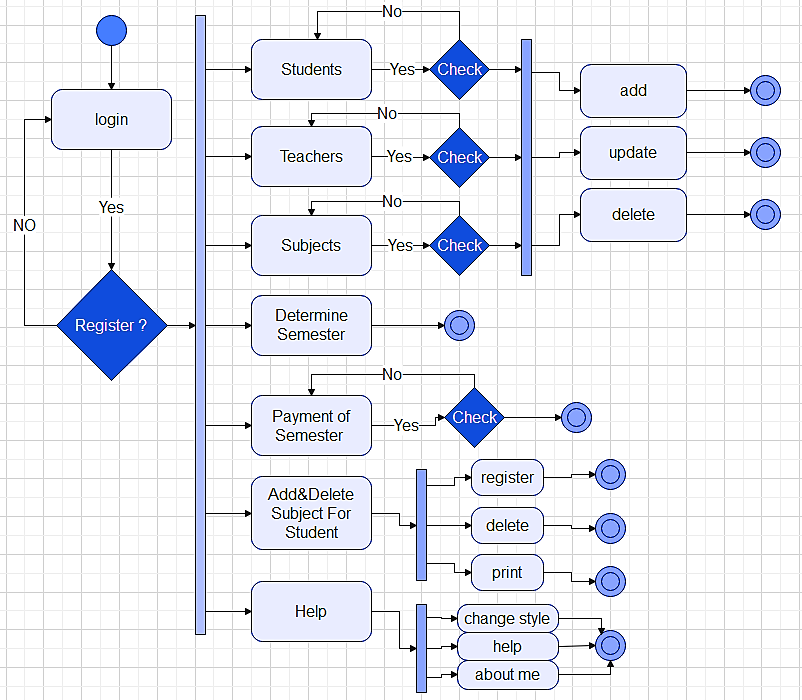 No
Students
Yes
Check
add
login
No
Teachers
Yes
Check
update
Yes
NO
No
Subjects
Yes
Check
delete
Register ?
Determine
Semester
No
Payment of
Semester
Yes
Check
Add&Delete
Subject For
Student
register
delete
print
Help
change style
help
about me